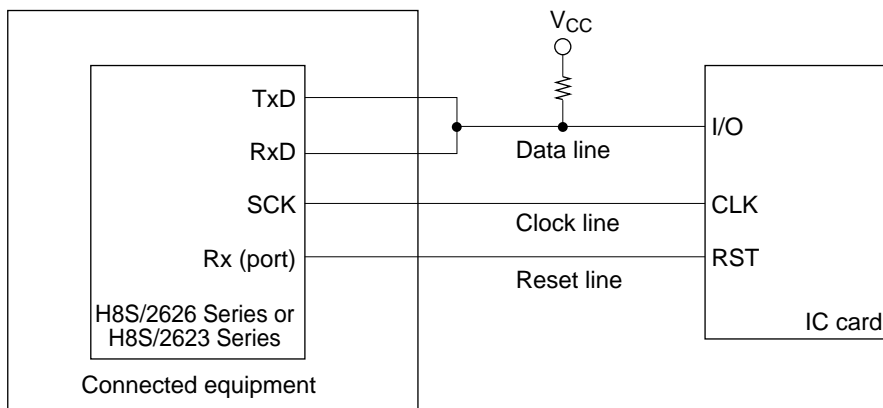 V_CC
TxD
I/O
RxD
Data line
SCK
CLK
Clock line
Rx (port)
RST
Reset line
H8S/2626 Series or
H8S/2623 Series
IC card
Connected equipment